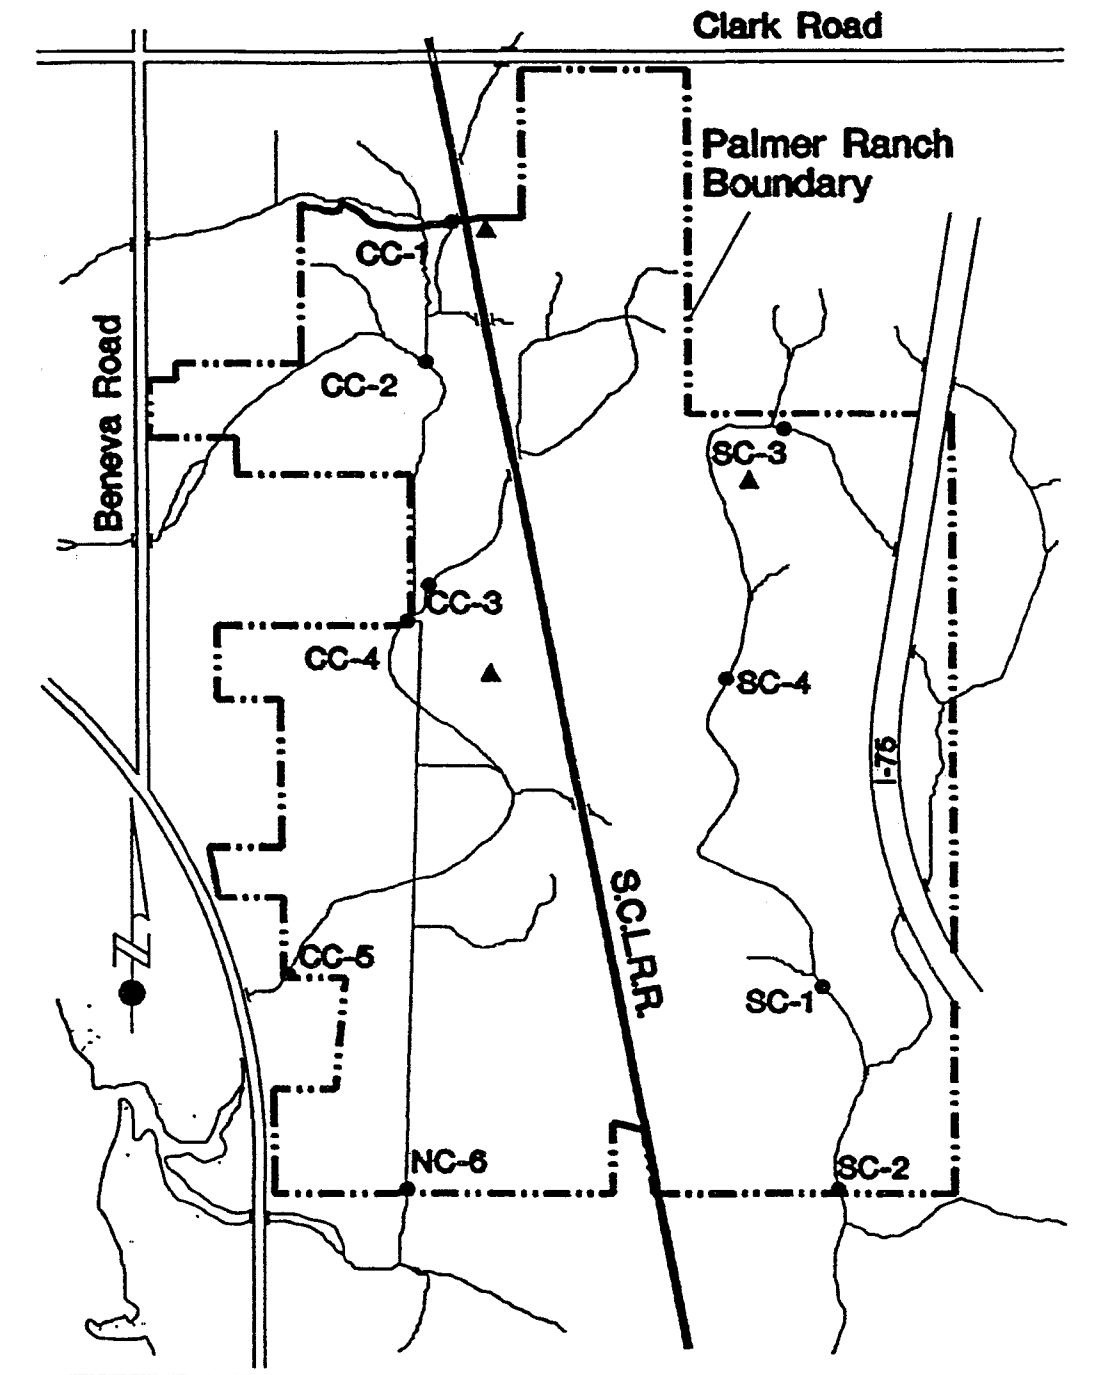 Clark Road
Palmer Ranch
Boundary
CC-1
CC-2
Beneva Road
SC-3
CC-3
CC-4
SC-4
I-75
S.C.L.R.R.
CC-5
N
SC-1
NC-6
SC-2